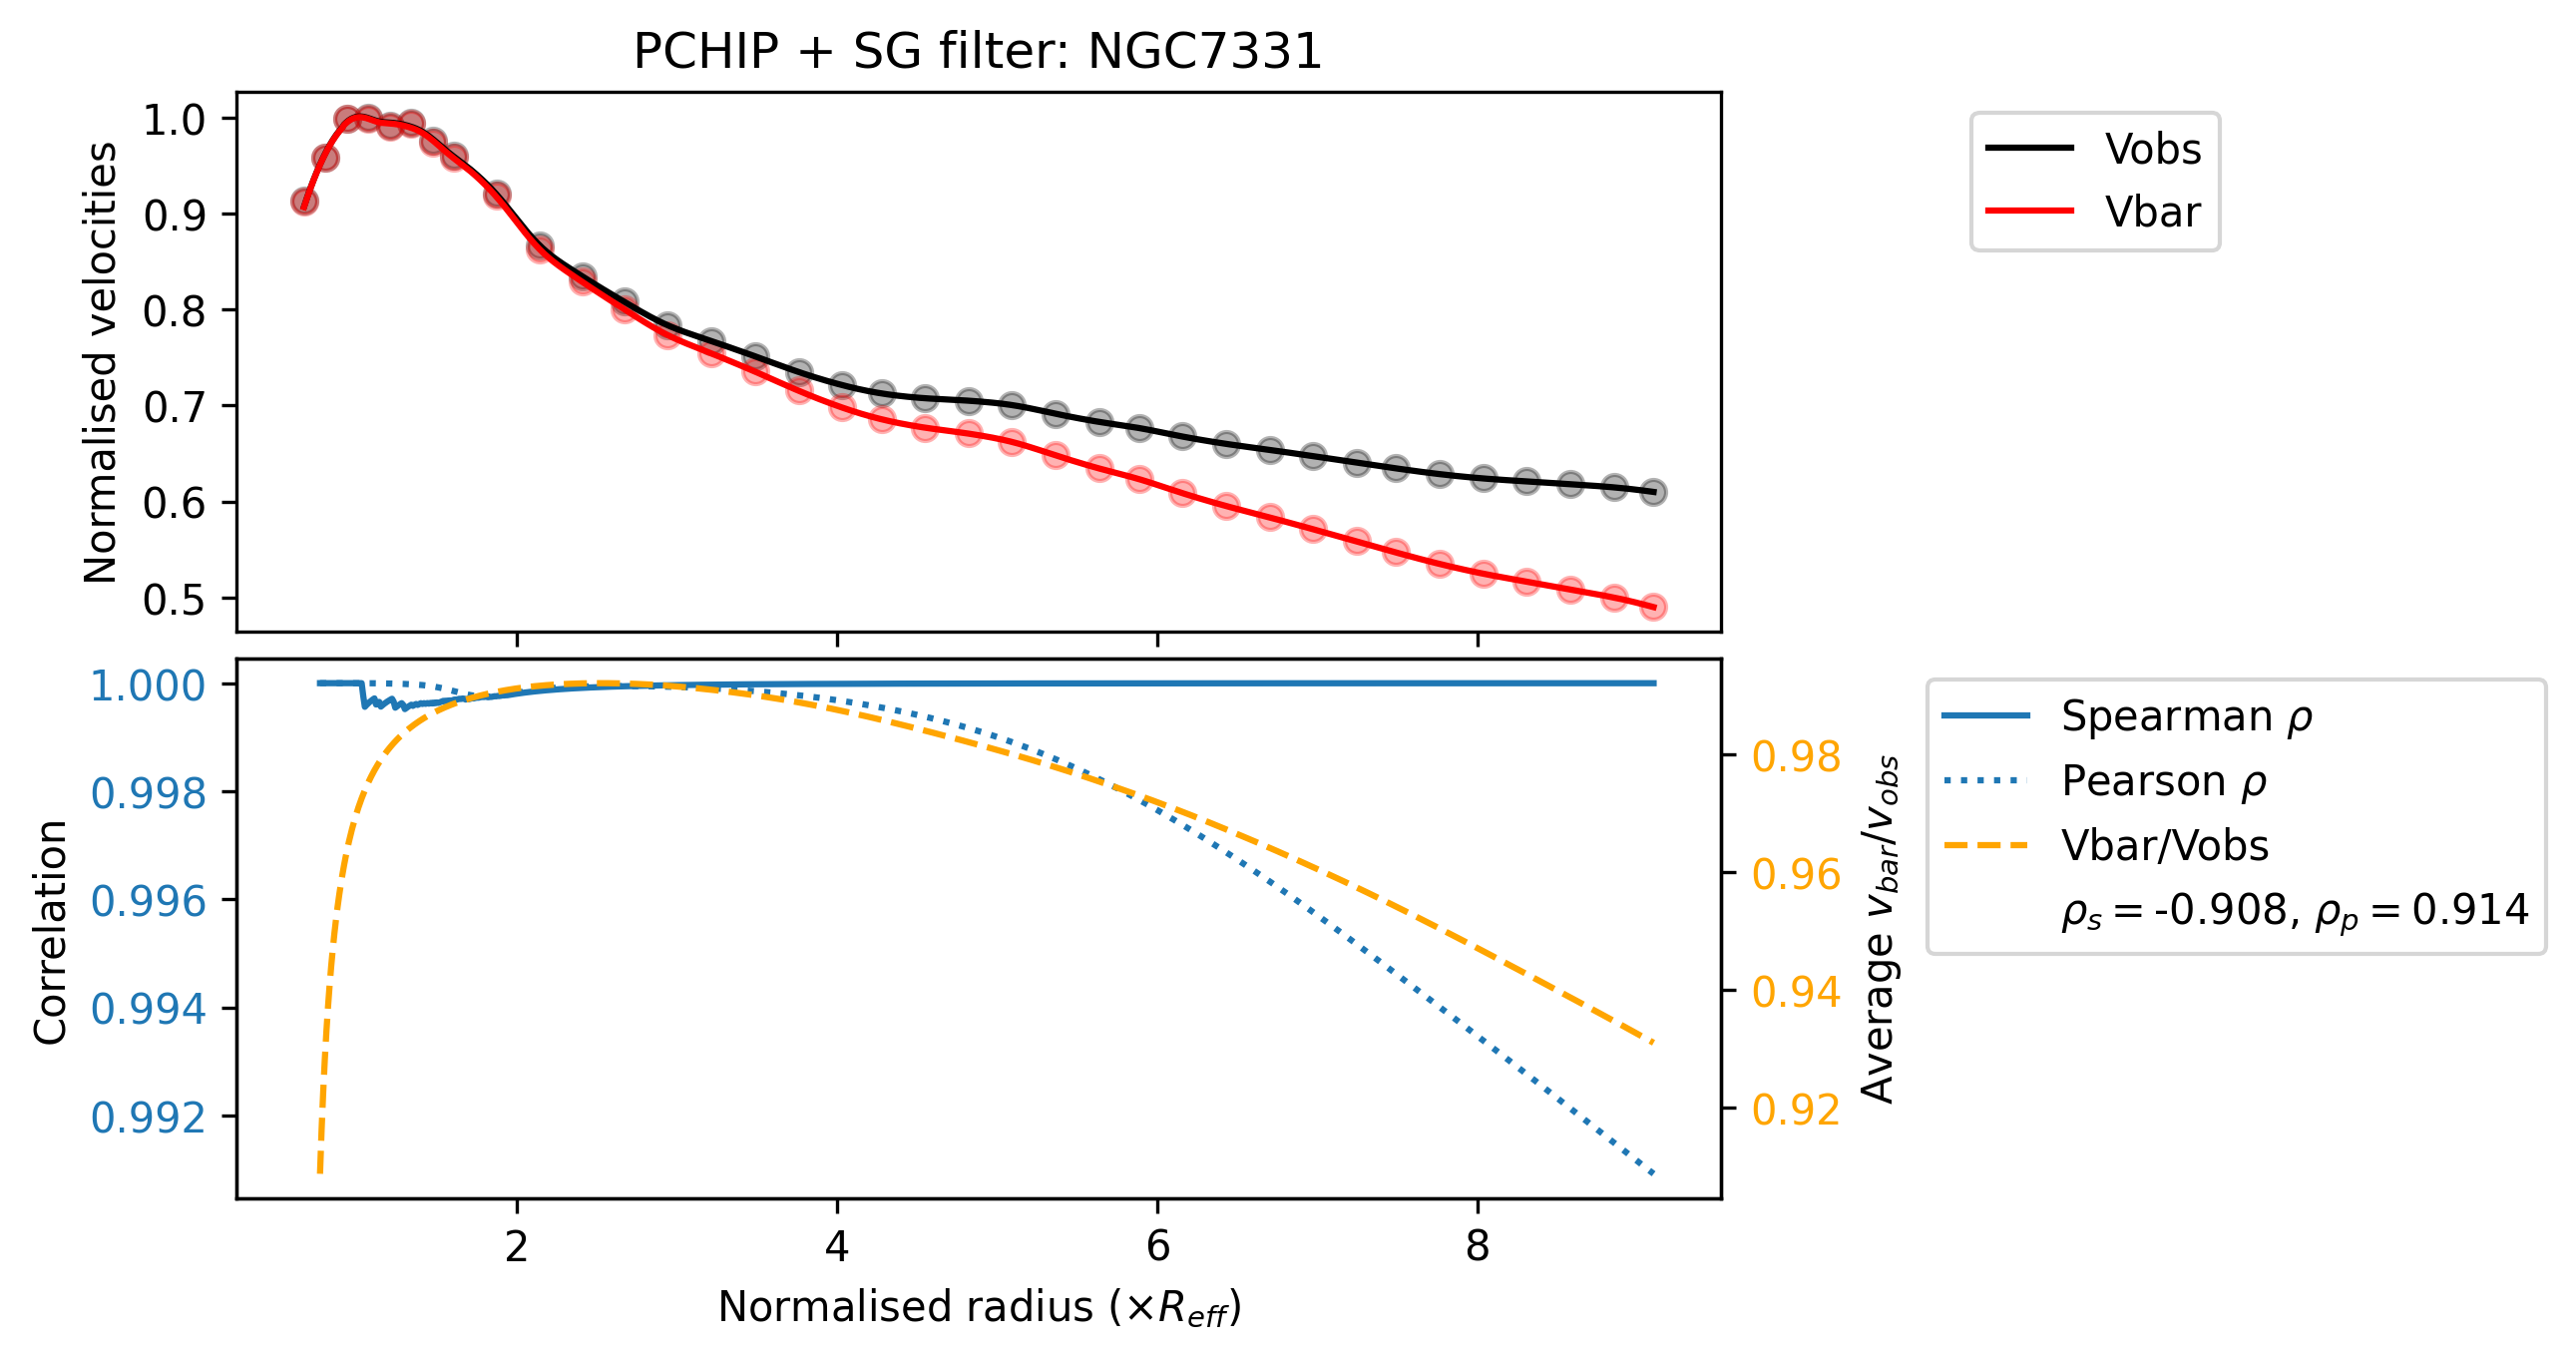 PCHIP + SG filter: NGC7331
Normalised velocities
1.0
0.9
0.8
0.7
0.6
0.5
Vobs
Vbar
Correlation
1.000
0.998
0.996
0.994
0.992
0.98
0.96
0.94
0.92
Average v_bar/v_obs
Spearman ρ
Pearson ρ
Vbar/Vobs
ρ_s = -0.908, ρ_p = 0.914
2 4 6 8
Normalised radius (×R_eff)